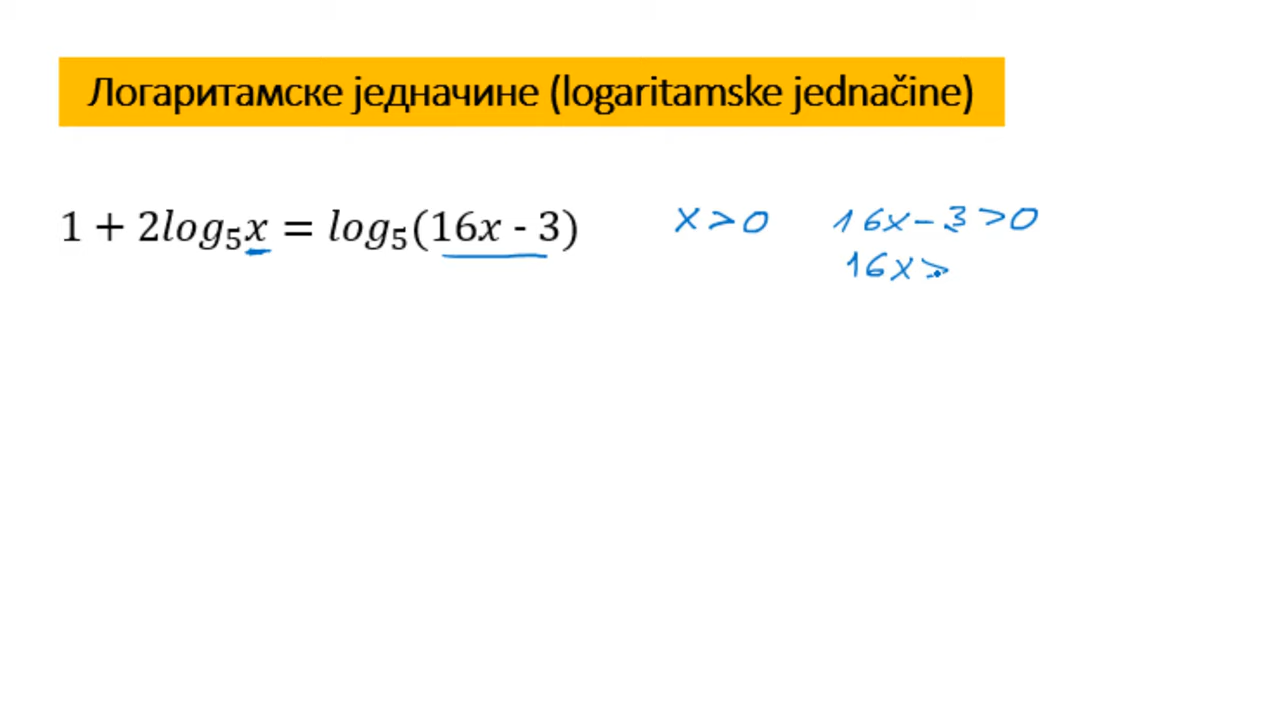 Логаритамске једначине (logaritamske jednačine)
1 + 2log₅x = log₅(16x - 3) x > 0 16x - 3 > 0
16x >